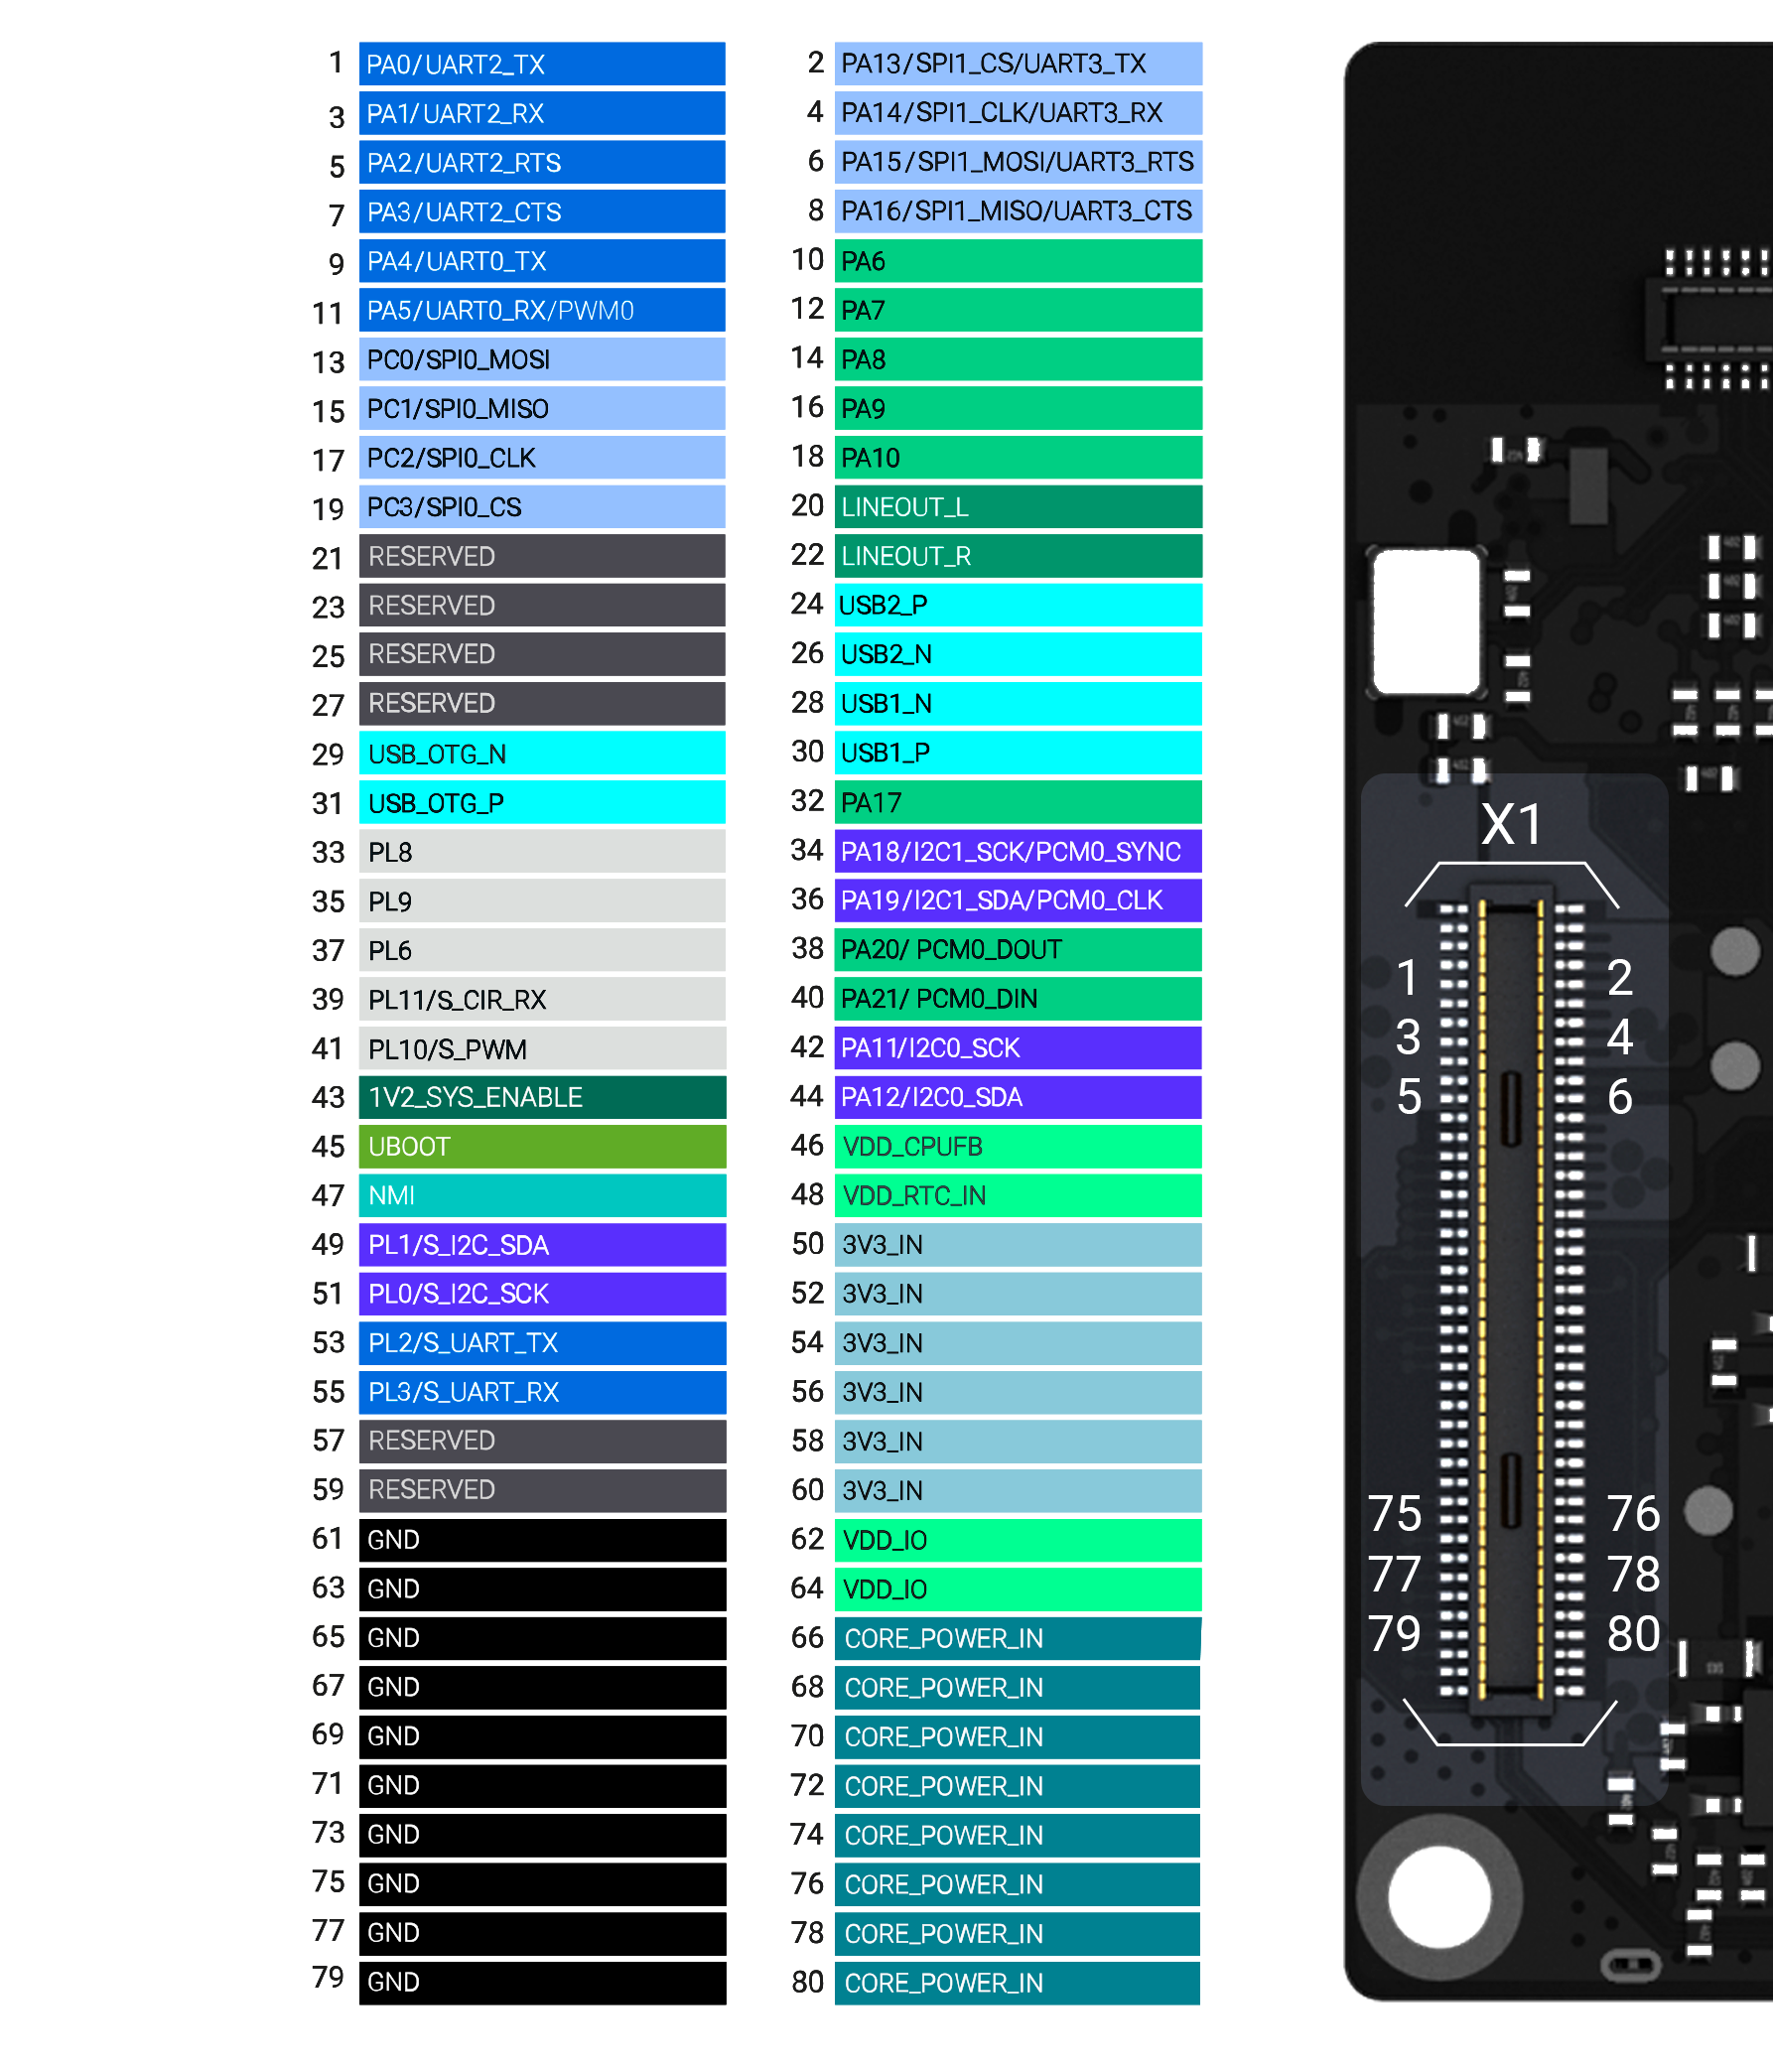 1 PA0/UART2_TX 2 PA13/SPI1_CS/UART3_TX
3 PA1/UART2_RX 4 PA14/SPI1_CLK/UART3_RX
5 PA2/UART2_RTS 6 PA15/SPI1_MOSI/UART3_RTS
7 PA3/UART2_CTS 8 PA16/SPI1_MISO/UART3_CTS
9 PA4/UART0_TX 10 PA6
11 PA5/UART0_RX/PWM0 12 PA7
13 PC0/SPI0_MOSI 14 PA8
15 PC1/SPI0_MISO 16 PA9
17 PC2/SPI0_CLK 18 PA10
19 PC3/SPI0_CS 20 LINEOUT_L
21 RESERVED 22 LINEOUT_R
23 RESERVED 24 USB2_P
25 RESERVED 26 USB2_N
27 RESERVED 28 USB1_N
29 USB_OTG_N 30 USB1_P
31 USB_OTG_P 32 PA17
33 PL8 34 PA18/I2C1_SCK/PCM0_SYNC
35 PL9 36 PA19/I2C1_SDA/PCM0_CLK
37 PL6 38 PA20/ PCM0_DOUT
39 PL11/S_CIR_RX 40 PA21/ PCM0_DIN
41 PL10/S_PWM 42 PA11/I2C0_SCK
43 1V2_SYS_ENABLE 44 PA12/I2C0_SDA
45 UBOOT 46 VDD_CPUFB
47 NMI 48 VDD_RTC_IN
49 PL1/S_I2C_SDA 50 3V3_IN
51 PL0/S_I2C_SCK 52 3V3_IN
53 PL2/S_UART_TX 54 3V3_IN
55 PL3/S_UART_RX 56 3V3_IN
57 RESERVED 58 3V3_IN
59 RESERVED 60 3V3_IN
61 GND 62 VDD_IO
63 GND 64 VDD_IO
65 GND 66 CORE_POWER_IN
67 GND 68 CORE_POWER_IN
69 GND 70 CORE_POWER_IN
71 GND 72 CORE_POWER_IN
73 GND 74 CORE_POWER_IN
75 GND 76 CORE_POWER_IN
77 GND 78 CORE_POWER_IN
79 GND 80 CORE_POWER_IN
X1
1 2
3 4
5 6
75 76
77 78
79 80